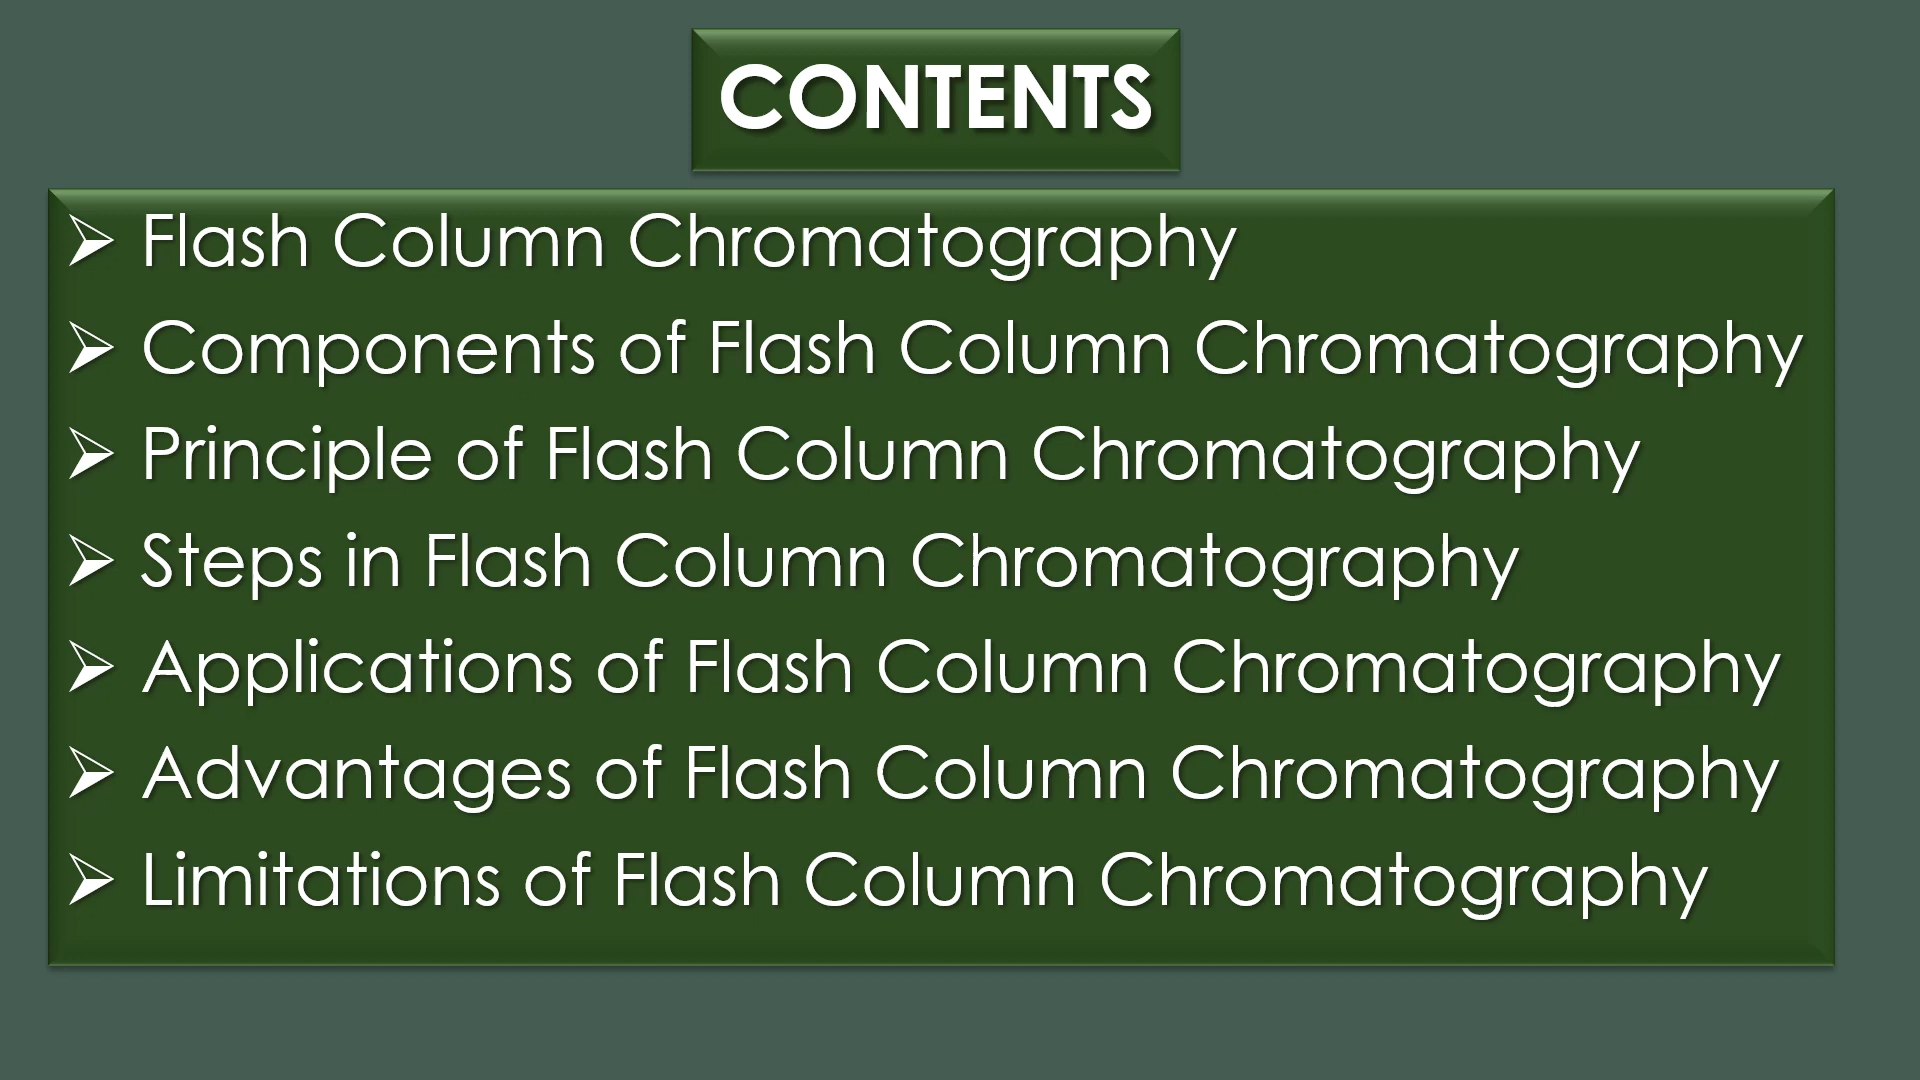 CONTENTS
➢ Flash Column Chromatography
➢ Components of Flash Column Chromatography
➢ Principle of Flash Column Chromatography
➢ Steps in Flash Column Chromatography
➢ Applications of Flash Column Chromatography
➢ Advantages of Flash Column Chromatography
➢ Limitations of Flash Column Chromatography